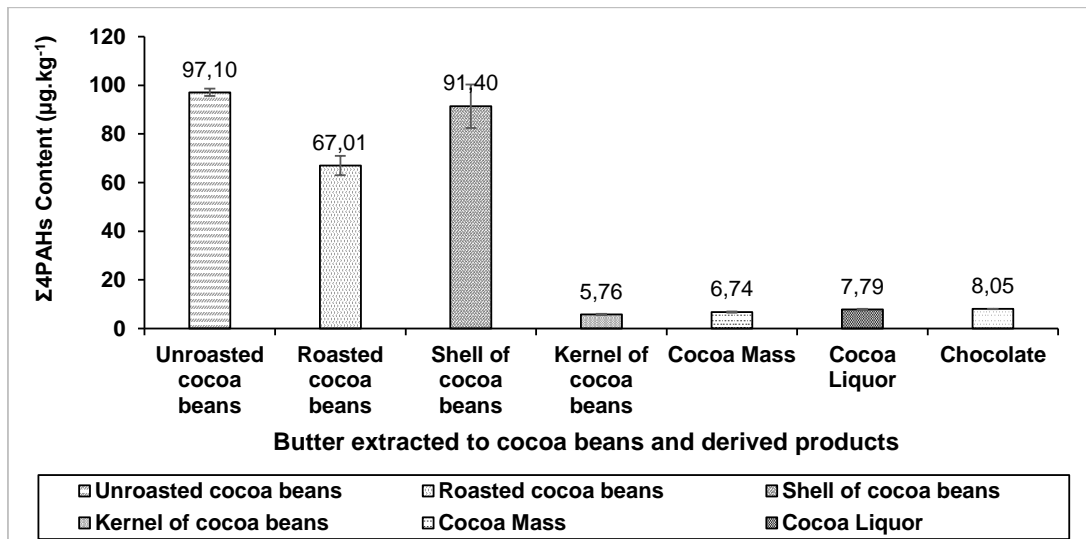 Σ4PAHs Content (µg.kg⁻¹)
120
100
80
60
40
20
0
97,10
67,01
91,40
5,76
6,74
7,79
8,05
Unroasted
cocoa
beans
Roasted
cocoa
beans
Shell of
cocoa
beans
Kernel of
cocoa
beans
Cocoa Mass
Cocoa
Liquor
Chocolate
Butter extracted to cocoa beans and derived products
Unroasted cocoa beans
Roasted cocoa beans
Shell of cocoa beans
Kernel of cocoa beans
Cocoa Mass
Cocoa Liquor